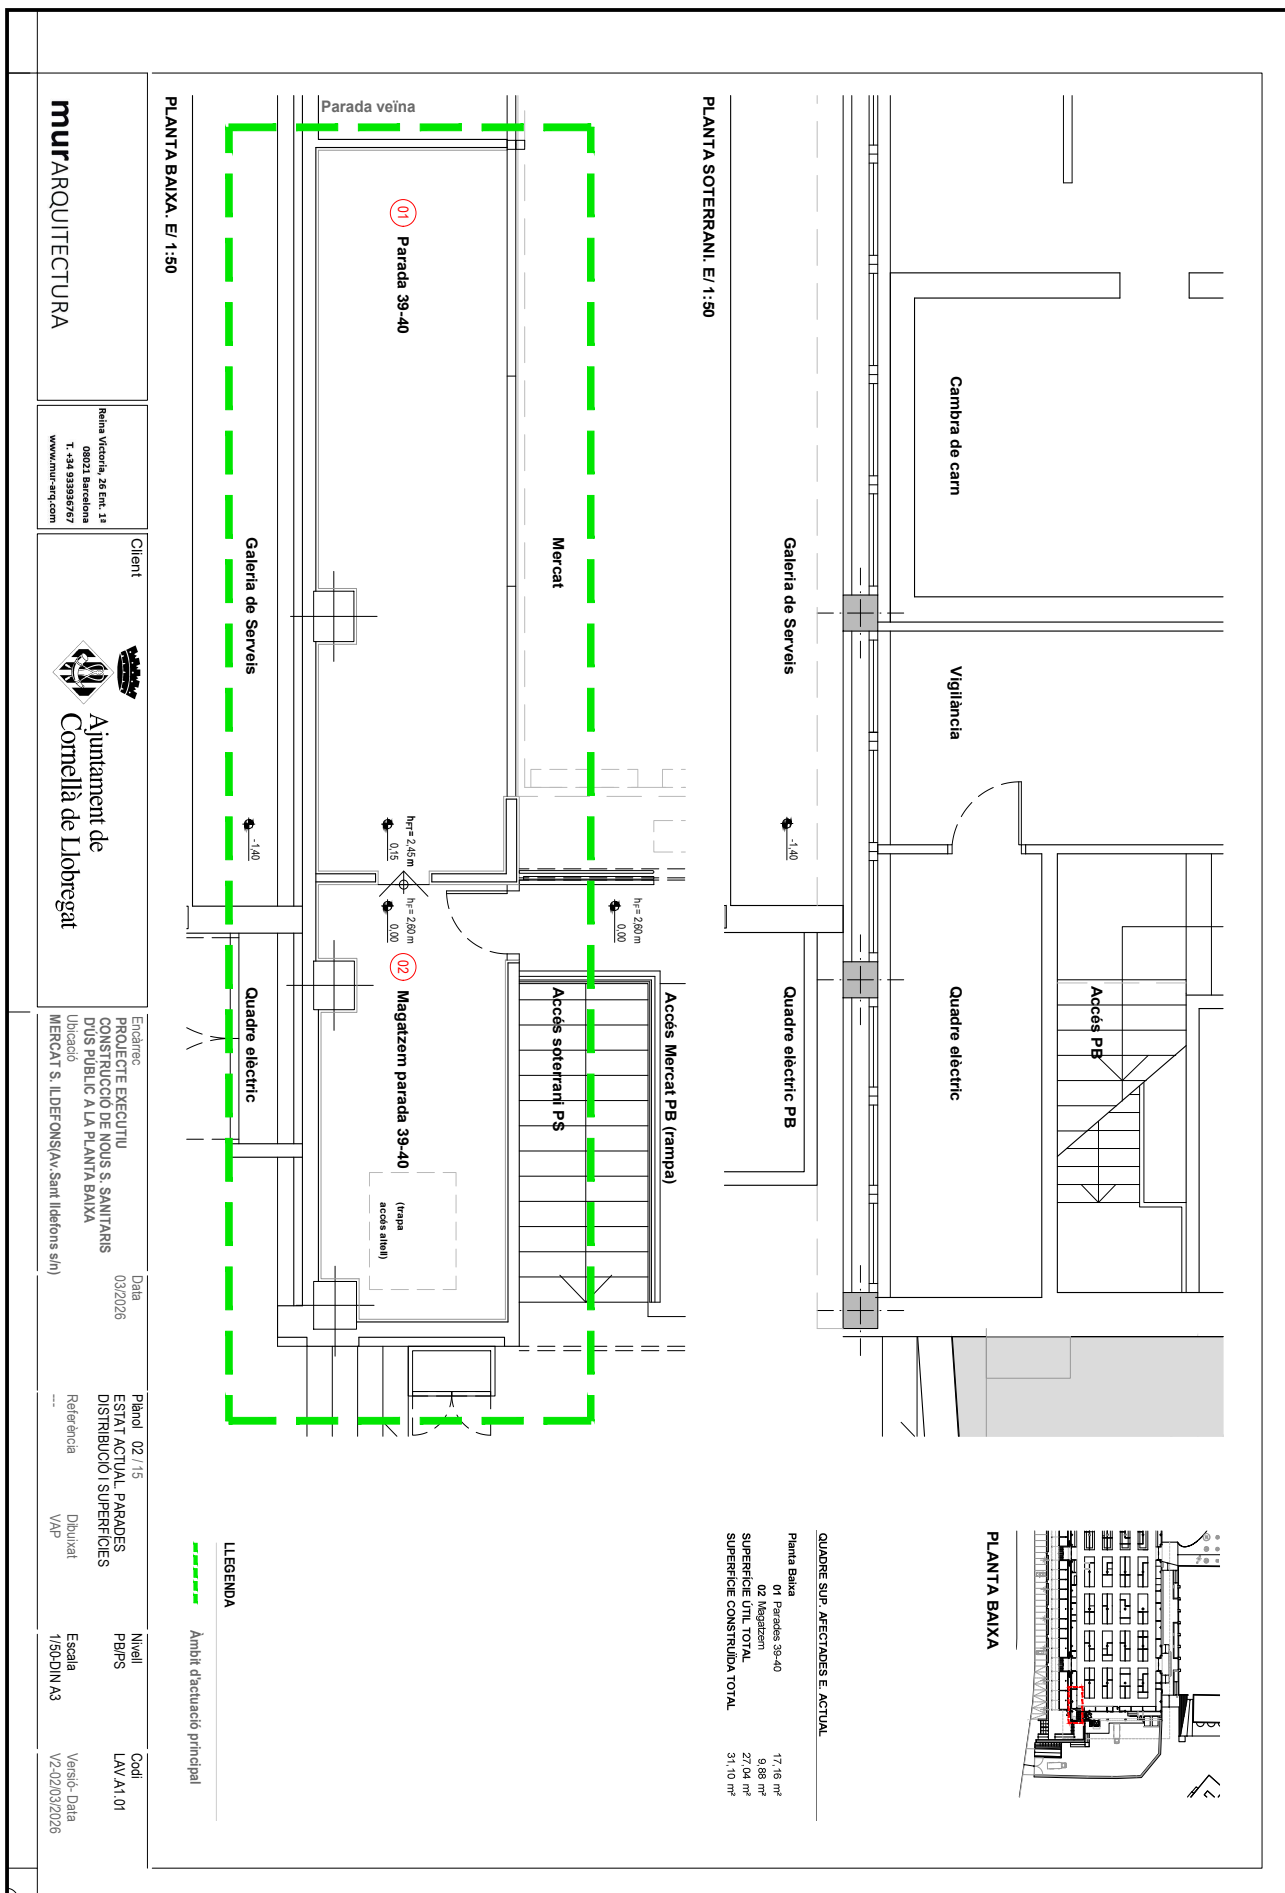 PLANTA SOTERRANI. E/ 1:50
Cambra de carn
Vigilància
Galeria de Serveis
-1,40
Quadre elèctric
Accés PB
Quadre elèctric PB
PLANTA BAIXA
QUADRE SUP. AFECTADES E. ACTUAL
Planta Baixa
01 Parades 39-40 17,16 m²
02 Magatzem 9,88 m²
SUPERFÍCIE ÚTIL TOTAL 27,04 m²
SUPERFÍCIE CONSTRUÏDA TOTAL 31,10 m²
PLANTA BAIXA. E/ 1:50
Parada veïna
01 Parada 39-40
Mercat
Galeria de Serveis
-1,40
hFT= 2,45 m
0,15
hF= 2,60 m
0,00
hF= 2,60 m
0,00
02 Magatzem parada 39-40
(trapa
accés altell)
Accés soterrani PS
Accés Mercat PB (rampa)
Quadre elèctric
LLEGENDA
Àmbit d'actuació principal
murARQUITECTURA
Reina Victoria, 26 Ent. 1ª
08021 Barcelona
T. +34 933936767
www.mur-arq.com
Client
Ajuntament de
Cornellà de Llobregat
Encàrrec
PROJECTE EXECUTIU
CONSTRUCCIÓ DE NOUS S. SANITARIS
D'ÚS PÚBLIC A LA PLANTA BAIXA
Ubicació
MERCAT S. ILDEFONS(Av.Sant Ildefons s/n)
Data
03/2026
Plànol 02 / 15
ESTAT ACTUAL. PARADES
DISTRIBUCIÓ I SUPERFÍCIES
Referència
---
Dibuixat
VAP
Nivell
PB/PS
Escala
1/50-DIN A3
Codi
LAV.A1.01
Versió- Data
V2-02/03/2026